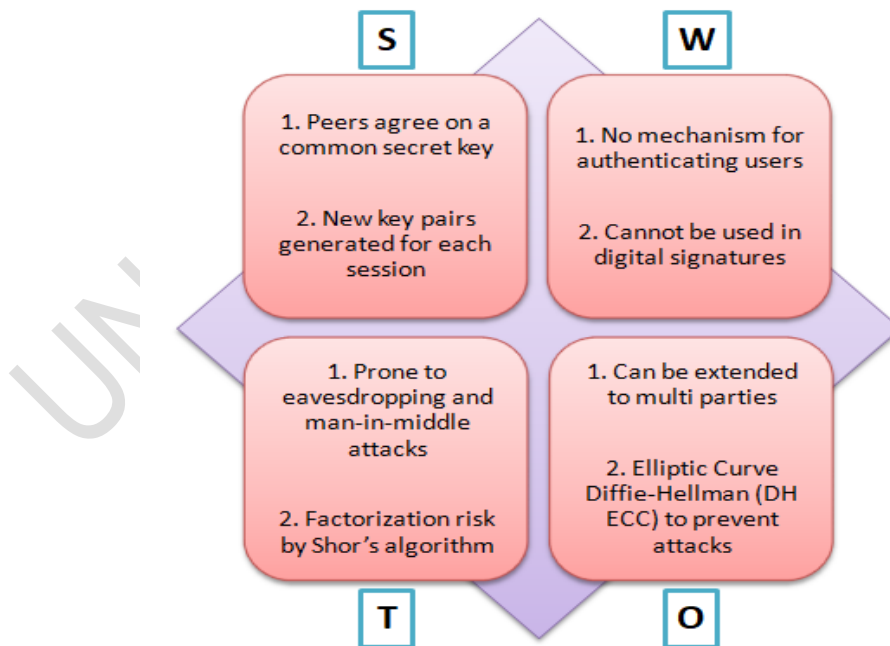 S
W
1. Peers agree on a
common secret key
2. New key pairs
generated for each
session
1. No mechanism for
authenticating users
2. Cannot be used in
digital signatures
1. Prone to
eavesdropping and
man-in-middle
attacks
2. Factorization risk
by Shor's algorithm
1. Can be extended
to multi parties
2. Elliptic Curve
Diffie-Hellman (DH
ECC) to prevent
attacks
T
O
UN